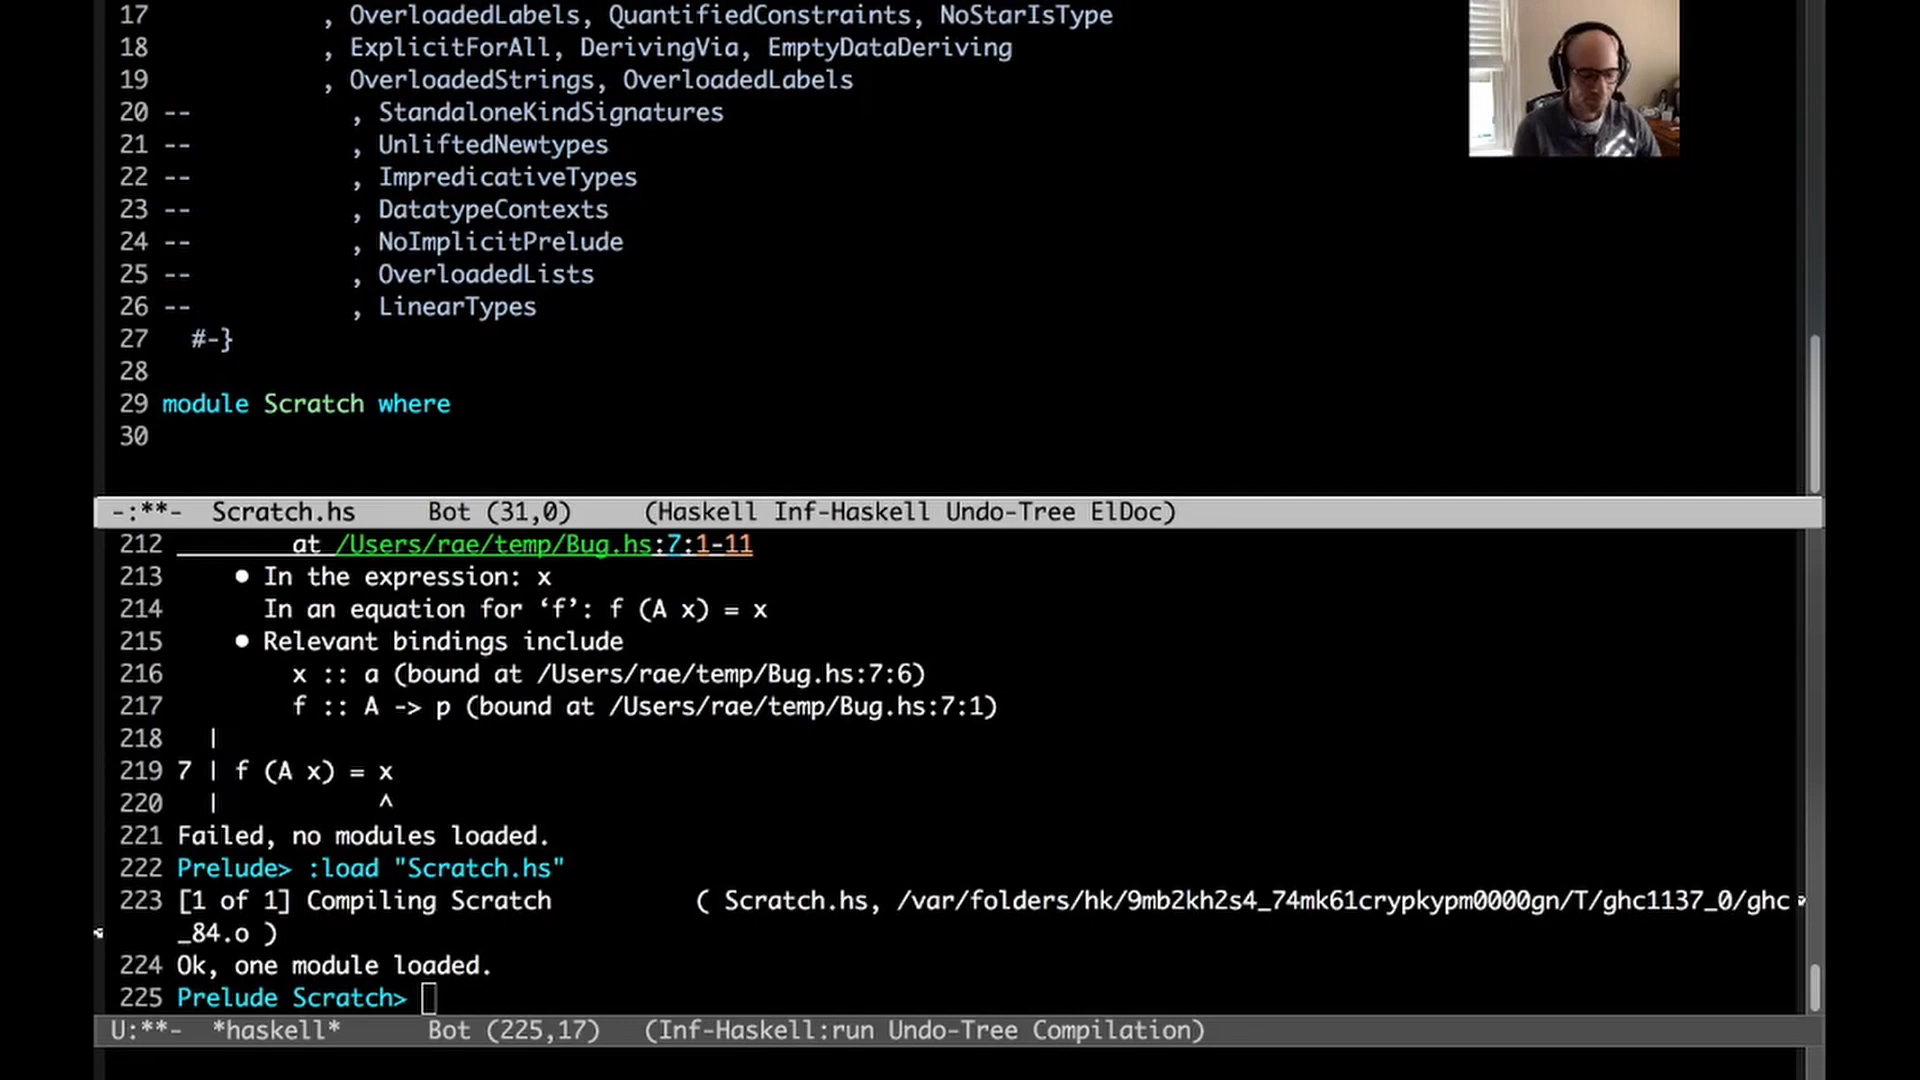 17 , OverloadedLabels, QuantifiedConstraints, NoStarIsType
18 , ExplicitForAll, DerivingVia, EmptyDataDeriving
19 , OverloadedStrings, OverloadedLabels
20 -- , StandaloneKindSignatures
21 -- , UnliftedNewtypes
22 -- , ImpredicativeTypes
23 -- , DatatypeContexts
24 -- , NoImplicitPrelude
25 -- , OverloadedLists
26 -- , LinearTypes
27 #-}
28
29 module Scratch where
30
-:**- Scratch.hs Bot (31,0) (Haskell Inf-Haskell Undo-Tree ElDoc)
212 at /Users/rae/temp/Bug.hs:7:1-11
213 • In the expression: x
214 In an equation for ‘f’: f (A x) = x
215 • Relevant bindings include
216 x :: a (bound at /Users/rae/temp/Bug.hs:7:6)
217 f :: A -> p (bound at /Users/rae/temp/Bug.hs:7:1)
218 |
219 7 | f (A x) = x
220 | ^
221 Failed, no modules loaded.
222 Prelude> :load "Scratch.hs"
223 [1 of 1] Compiling Scratch ( Scratch.hs, /var/folders/hk/9mb2kh2s4_74mk61crypkypm0000gn/T/ghc1137_0/ghc
_84.o )
224 Ok, one module loaded.
225 Prelude Scratch>
U:**- *haskell* Bot (225,17) (Inf-Haskell:run Undo-Tree Compilation)